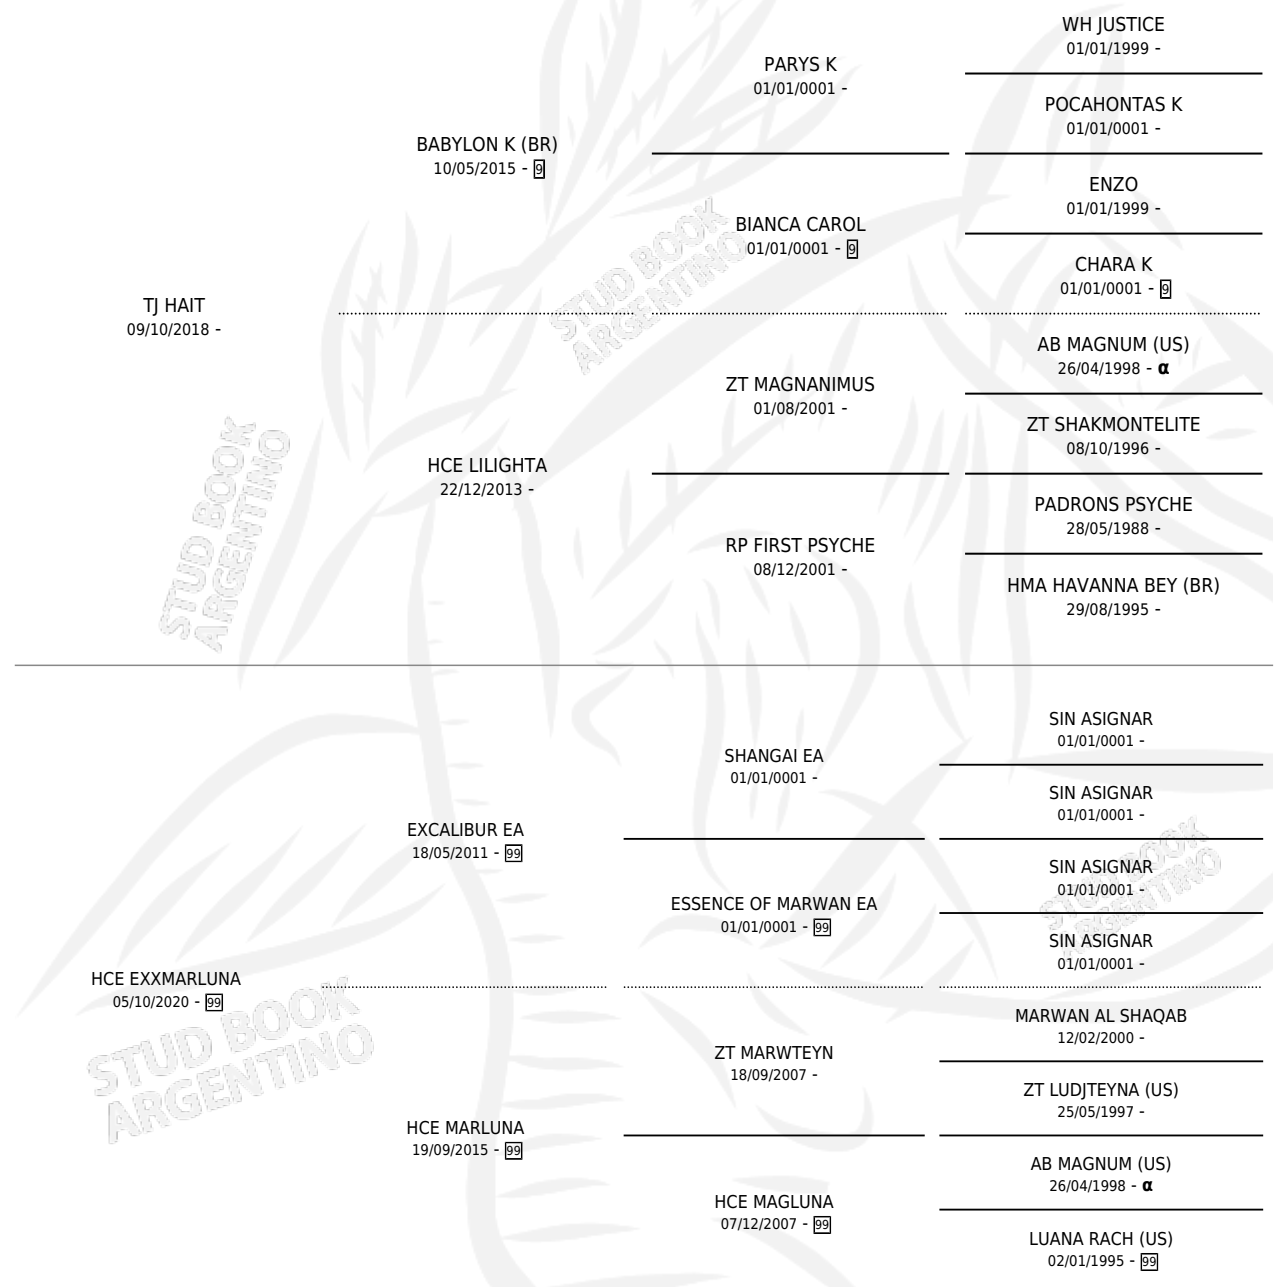 WH JUSTICE
01/01/1999 -
PARYS K
01/01/0001 -
POCAHONTAS K
01/01/0001 -
BABYLON K (BR)
10/05/2015 - 9
ENZO
01/01/1999 -
BIANCA CAROL
01/01/0001 - 9
CHARA K
01/01/0001 - 9
STUD BOOK
ARGENTINO
TJ HAIT
09/10/2018 -
AB MAGNUM (US)
26/04/1998 - α
ZT MAGNANIMUS
01/08/2001 -
ZT SHAKMONTELITE
08/10/1996 -
HCE LILIGHTA
22/12/2013 -
PADRONS PSYCHE
28/05/1988 -
RP FIRST PSYCHE
08/12/2001 -
HMA HAVANNA BEY (BR)
29/08/1995 -
STUD BOOK
ARGENTINO
SIN ASIGNAR
01/01/0001 -
SHANGAI EA
01/01/0001 -
SIN ASIGNAR
01/01/0001 -
EXCALIBUR EA
18/05/2011 - 99
SIN ASIGNAR
01/01/0001 -
ESSENCE OF MARWAN EA
01/01/0001 - 99
SIN ASIGNAR
01/01/0001 -
STUD BOOK
ARGENTINO
HCE EXXMARLUNA
05/10/2020 - 99
STUD BOOK
ARGENTINO
MARWAN AL SHAQAB
12/02/2000 -
ZT MARWTEYN
18/09/2007 -
ZT LUDJTEYNA (US)
25/05/1997 -
HCE MARLUNA
19/09/2015 - 99
AB MAGNUM (US)
26/04/1998 - α
HCE MAGLUNA
07/12/2007 - 99
LUANA RACH (US)
02/01/1995 - 99